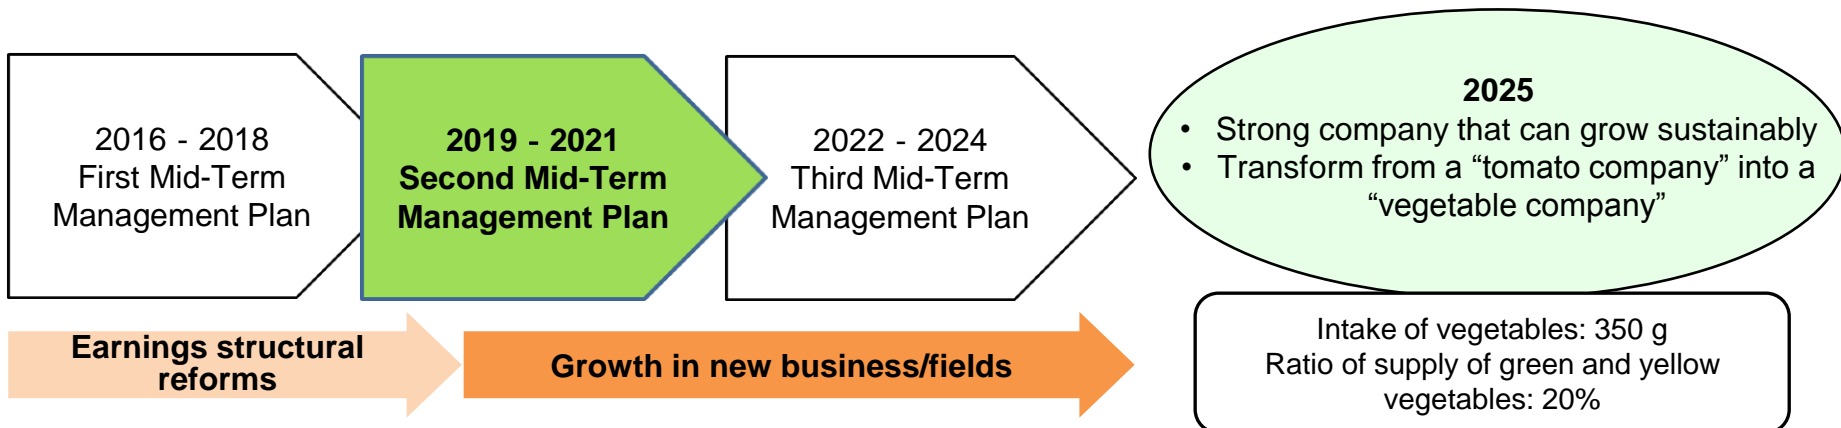 2016 - 2018
First Mid-Term
Management Plan
2019 - 2021
Second Mid-Term
Management Plan
2022 - 2024
Third Mid-Term
Management Plan
2025
• Strong company that can grow sustainably
• Transform from a “tomato company” into a
“vegetable company”
Earnings structural
reforms
Growth in new business/fields
Intake of vegetables: 350 g
Ratio of supply of green and yellow
vegetables: 20%